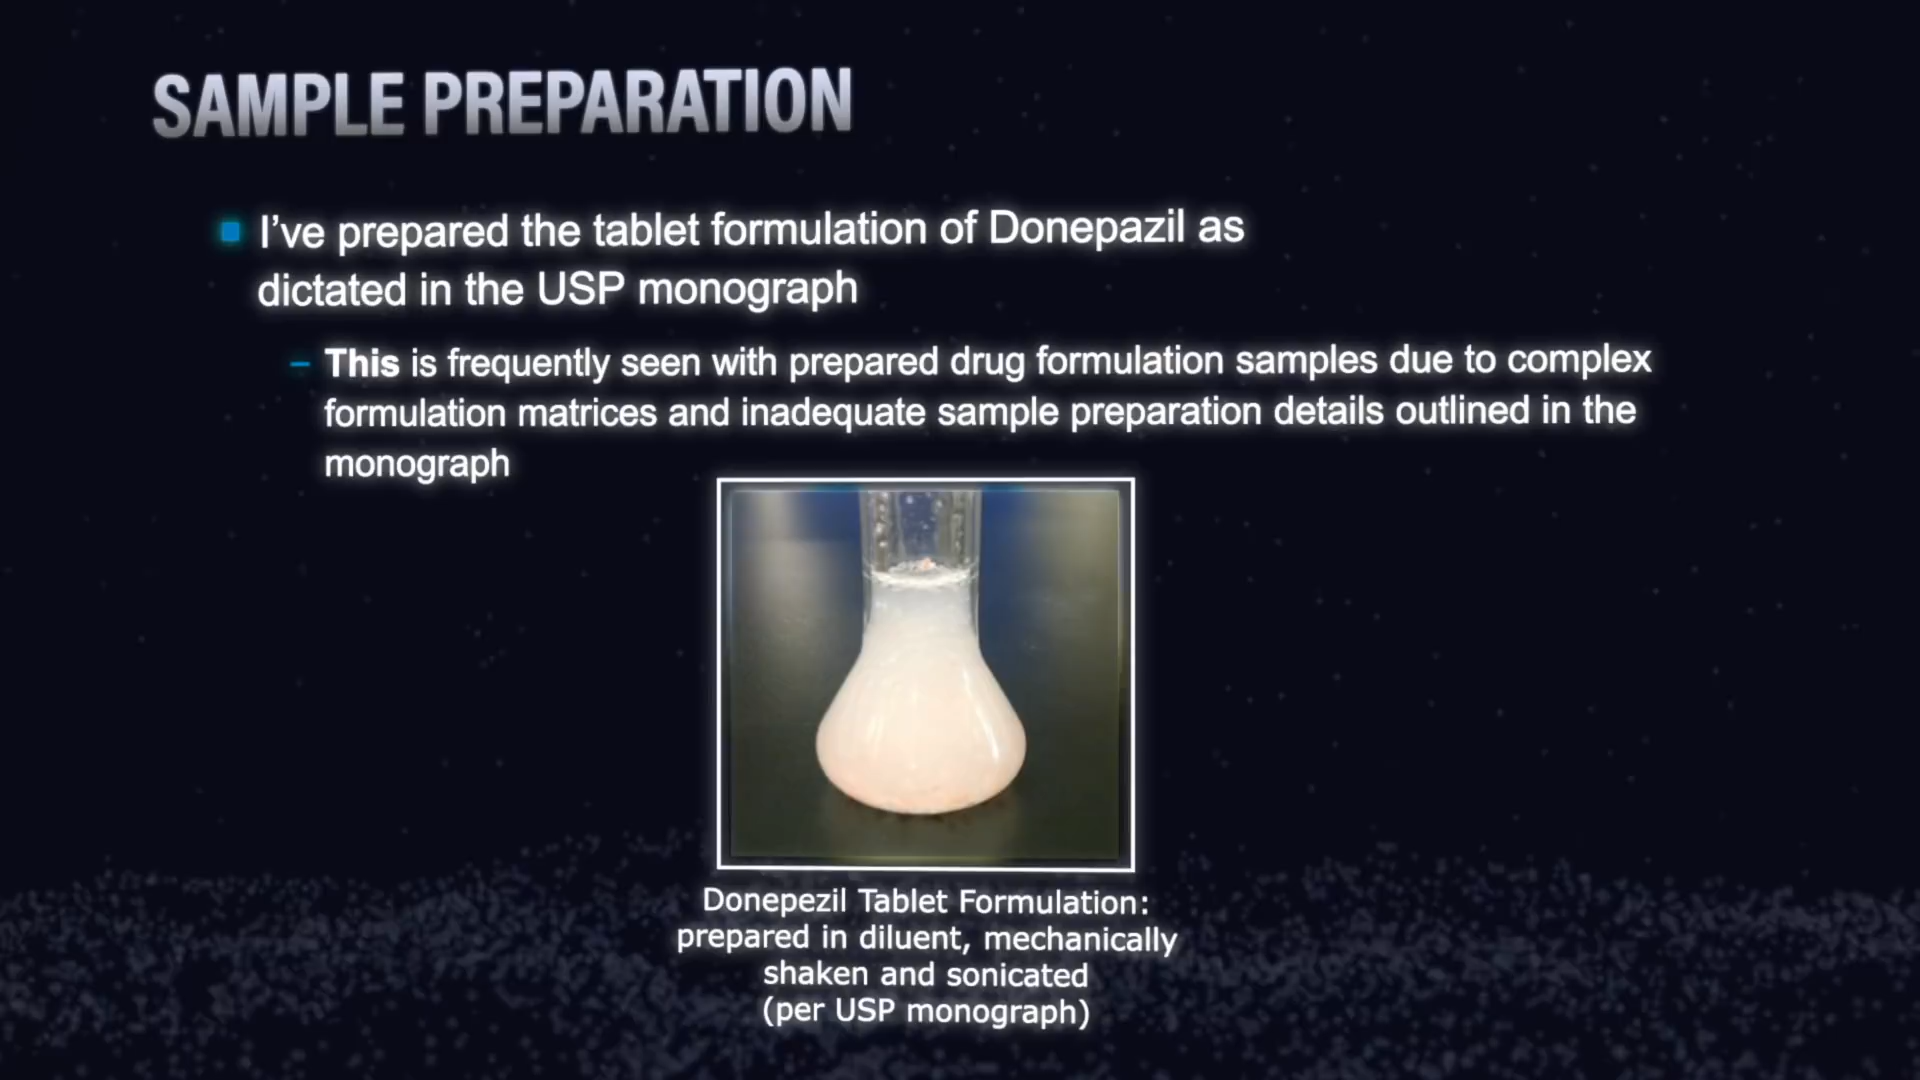 SAMPLE PREPARATION
I've prepared the tablet formulation of Donepazil as
dictated in the USP monograph
– This is frequently seen with prepared drug formulation samples due to complex
formulation matrices and inadequate sample preparation details outlined in the
monograph
Donepezil Tablet Formulation:
prepared in diluent, mechanically
shaken and sonicated
(per USP monograph)